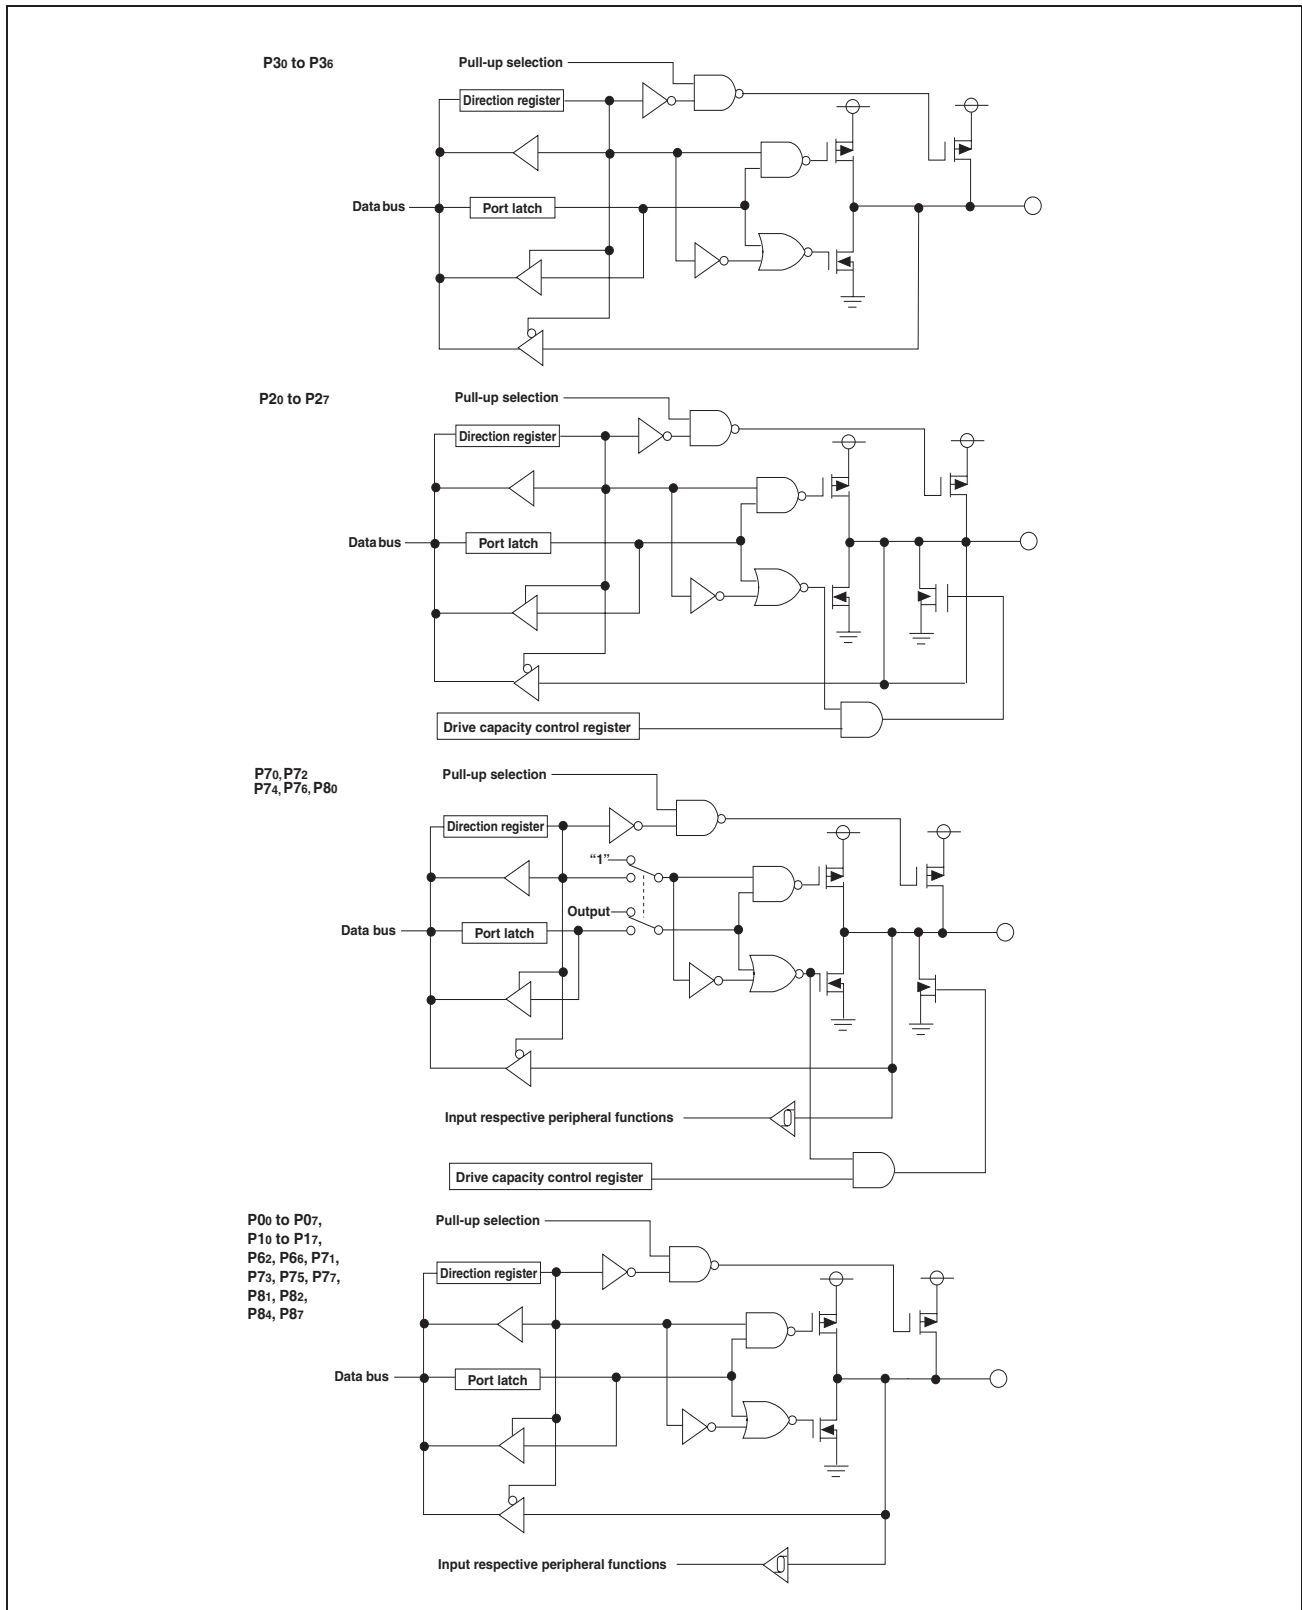 P30 to P36
Pull-up selection
Direction register
Data bus
Port latch
P20 to P27
Pull-up selection
Direction register
Data bus
Port latch
Drive capacity control register
P70, P72
P74, P76, P80
Pull-up selection
Direction register
“1”
Output
Data bus
Port latch
Input respective peripheral functions
Drive capacity control register
P00 to P07,
P10 to P17,
P62, P66, P71,
P73, P75, P77,
P81, P82,
P84, P87
Pull-up selection
Direction register
Data bus
Port latch
Input respective peripheral functions